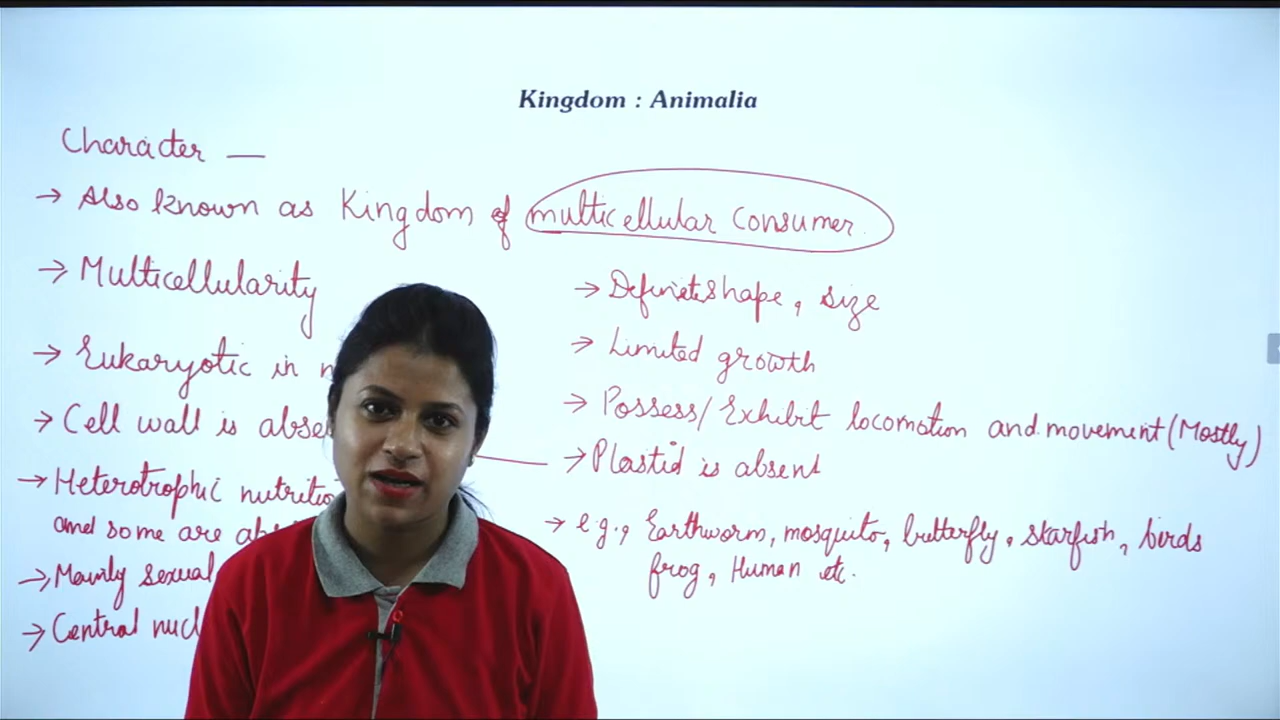 Kingdom : Animalia
Character —
→ Also known as Kingdom of multicellular consumer.
→ Multicellularity
→ Eukaryotic in
→ Cell wall is
→ Heterotrophic
and some are
→ Mainly sexual
→ Central
→ Definite shape, size
→ Limited growth
→ Possess/Exhibit locomotion and movement (Mostly)
→ Plastid is absent
→ e.g., Earthworm, mosquito, butterfly, starfish, birds
frog, Human etc.